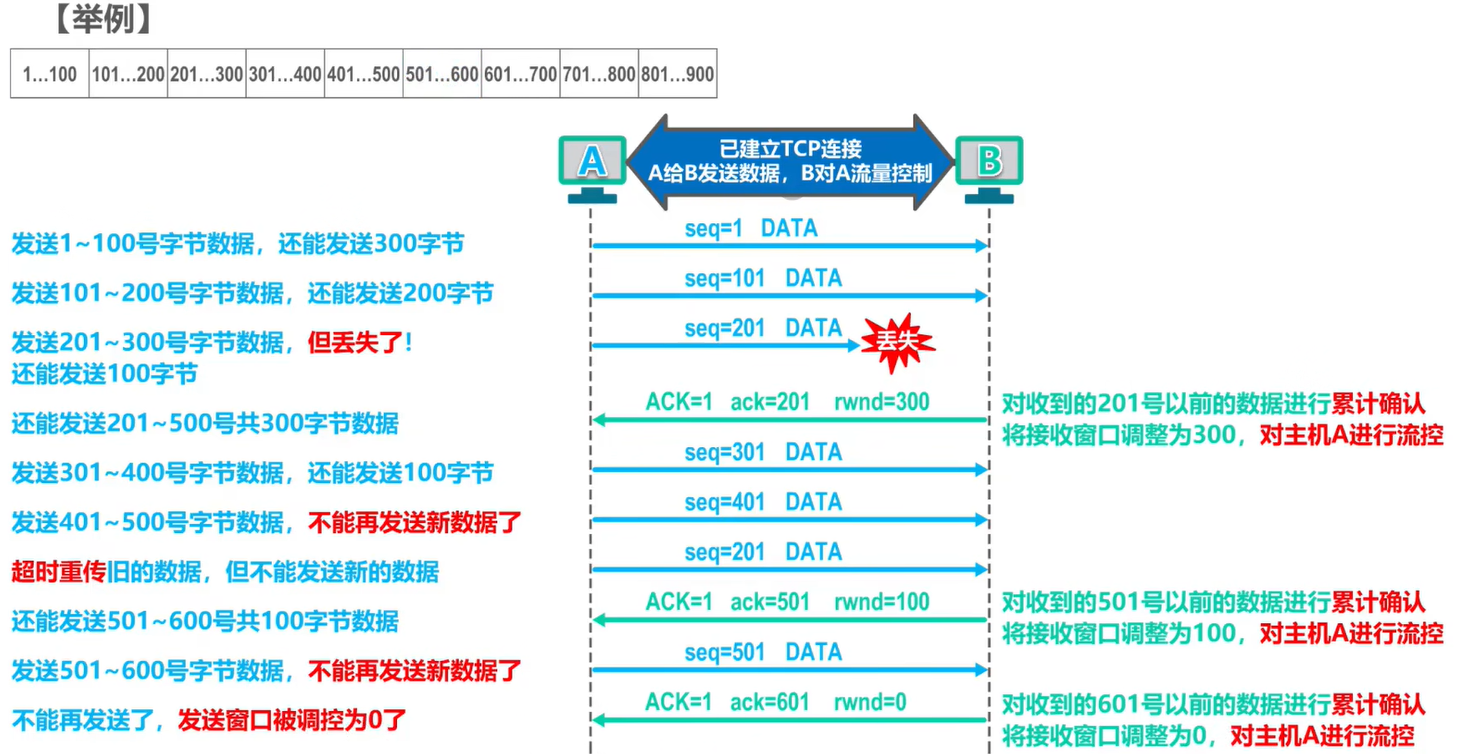 【举例】
1…100 101…200 201…300 301…400 401…500 501…600 601…700 701…800 801…900
已建立TCP连接
A A给B发送数据，B对A流量控制 B
发送1~100号字节数据，还能发送300字节 seq=1 DATA
发送101~200号字节数据，还能发送200字节 seq=101 DATA
发送201~300号字节数据，但丢失了！ seq=201 DATA 丢失
还能发送100字节
还能发送201~500号共300字节数据 ACK=1 ack=201 rwnd=300 对收到的201号以前的数据进行累计确认
将接收窗口调整为300，对主机A进行流控
发送301~400号字节数据，还能发送100字节 seq=301 DATA
发送401~500号字节数据，不能再发送新数据了 seq=401 DATA
超时重传旧的数据，但不能发送新的数据 seq=201 DATA
还能发送501~600号共100字节数据 ACK=1 ack=501 rwnd=100 对收到的501号以前的数据进行累计确认
将接收窗口调整为100，对主机A进行流控
发送501~600号字节数据，不能再发送新数据了 seq=501 DATA
不能再发送了，发送窗口被调控为0了 ACK=1 ack=601 rwnd=0 对收到的601号以前的数据进行累计确认
将接收窗口调整为0，对主机A进行流控